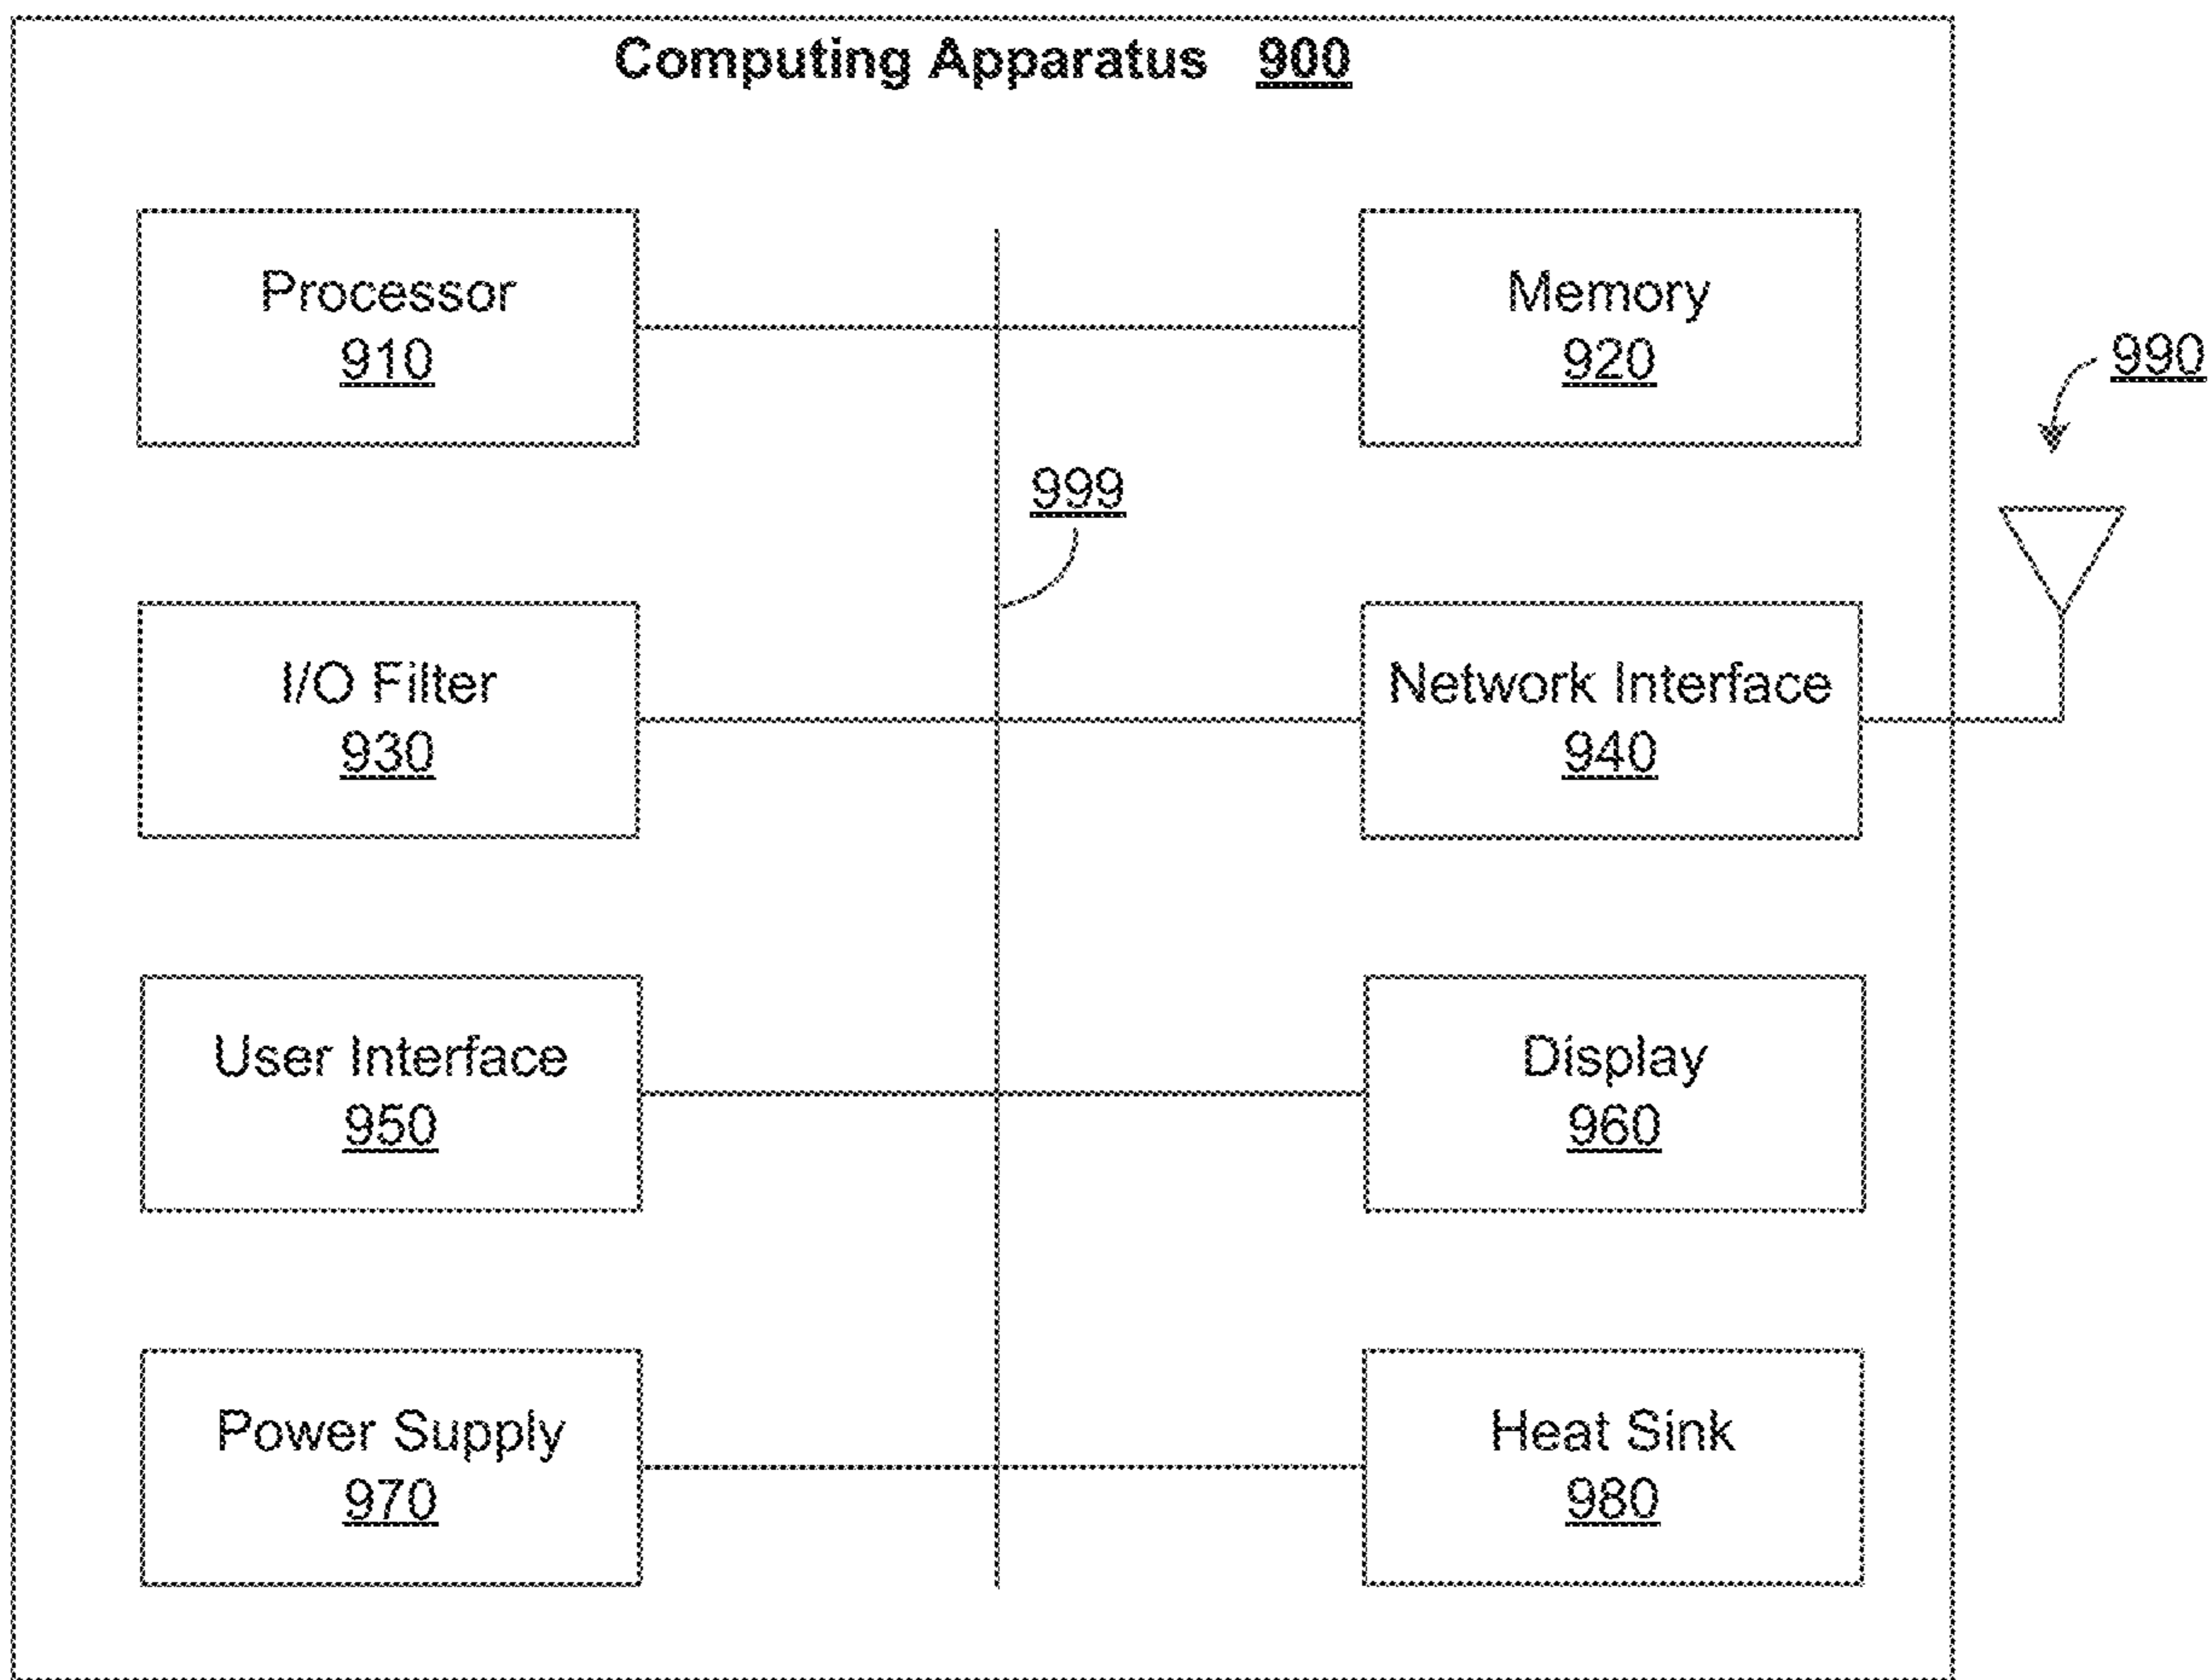 Computing Apparatus 900
Processor
910
Memory
920
990
999
I/O Filter
930
Network Interface
940
User Interface
950
Display
960
Power Supply
970
Heat Sink
980